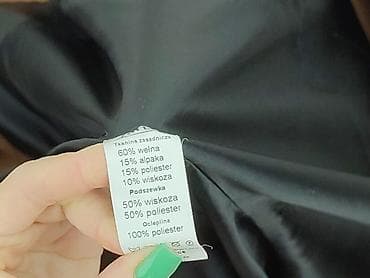 Tkanina zasadnicza
60% wełna
15% alpaka
15% poliester
10% wiskoza
Podszewka
50% wiskoza
50% poliester
Ocieplina
100% poliester